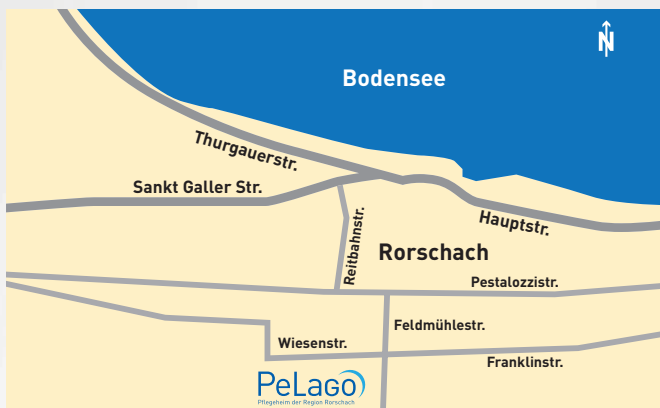 N
Bodensee
Thurgauerstr.
Sankt Galler Str.
Hauptstr.
Reitbahnstr.
Rorschach
Pestalozzistr.
Feldmühlestr.
Wiesenstr.
Franklinstr.
PeLago
Pflegeheim der Region Rorschach